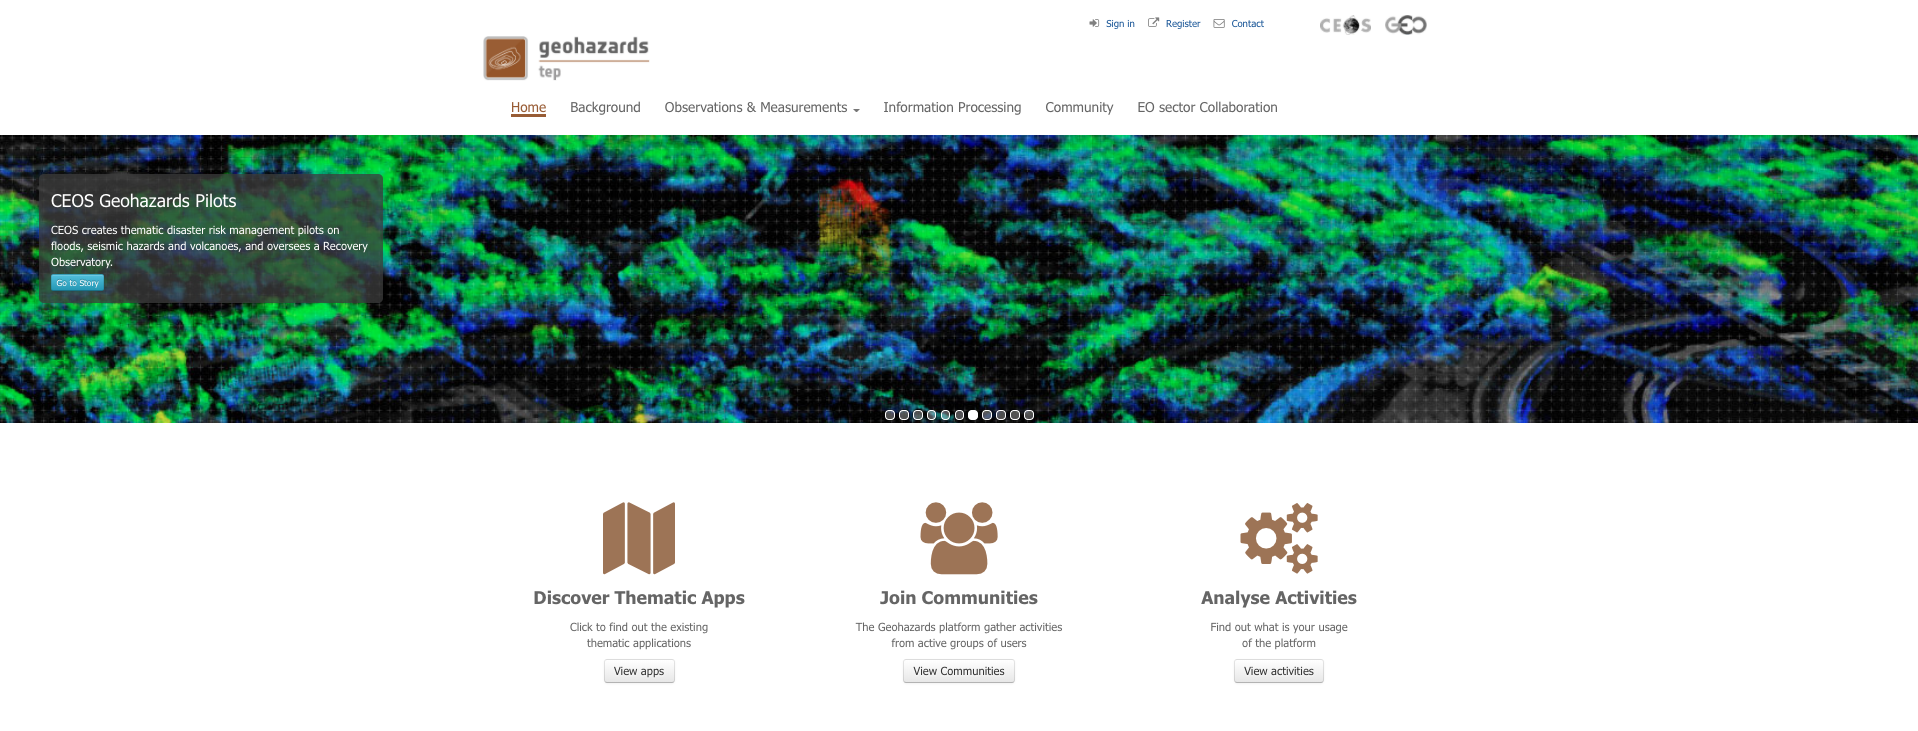 Sign in Register Contact
CEOS GEO
geohazards
tep
Home Background Observations & Measurements Information Processing Community EO sector Collaboration
CEOS Geohazards Pilots
CEOS creates thematic disaster risk management pilots on
floods, seismic hazards and volcanoes, and oversees a Recovery
Observatory.
Go to Story
Discover Thematic Apps
Click to find out the existing
thematic applications
View apps
Join Communities
The Geohazards platform gather activities
from active groups of users
View Communities
Analyse Activities
Find out what is your usage
of the platform
View activities